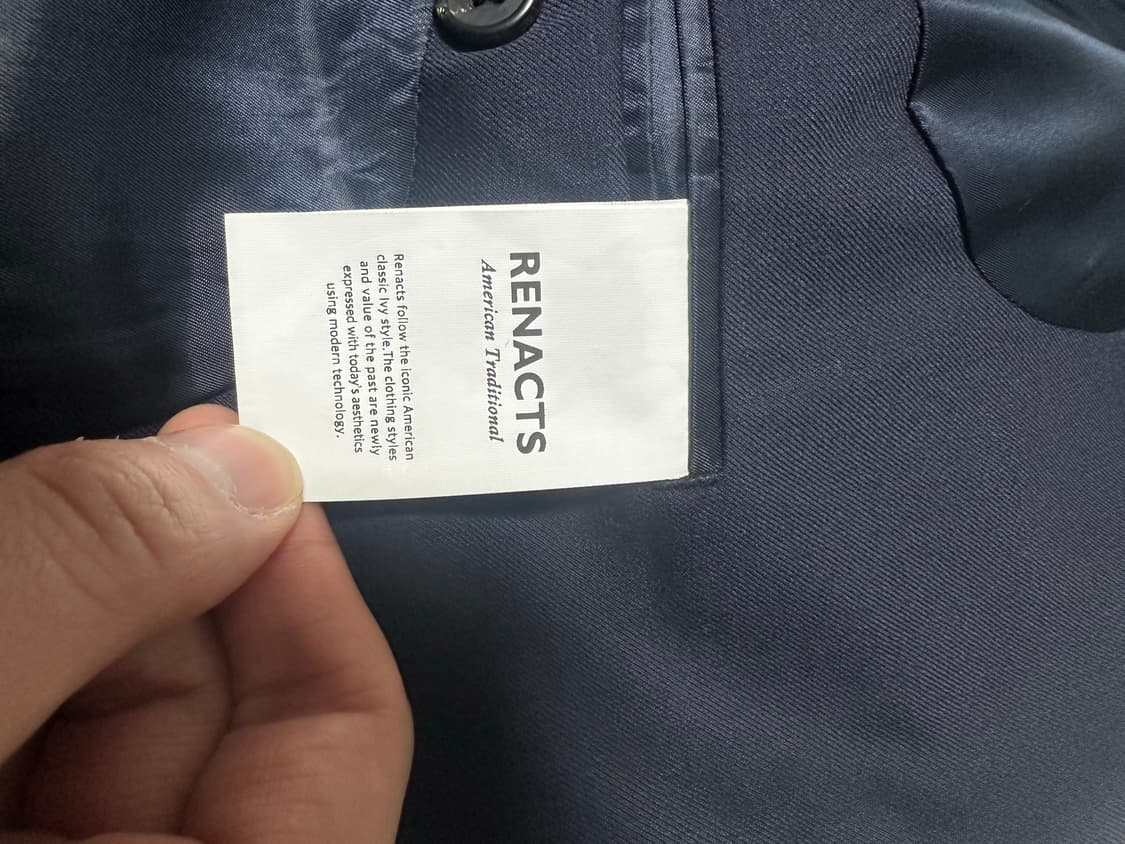 RENACTS
American Traditional
Renacts follow the iconic American
classic Ivy style.The clothing styles
and value of the past are newly
expressed with today's aesthetics
using modern technology.